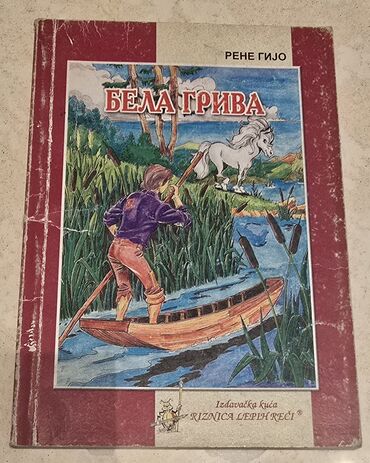 РЕНЕ ГИЈО
БЕЛА ГРИВА
Izdavačka kuća
RIZNICA LEPIH REČI®